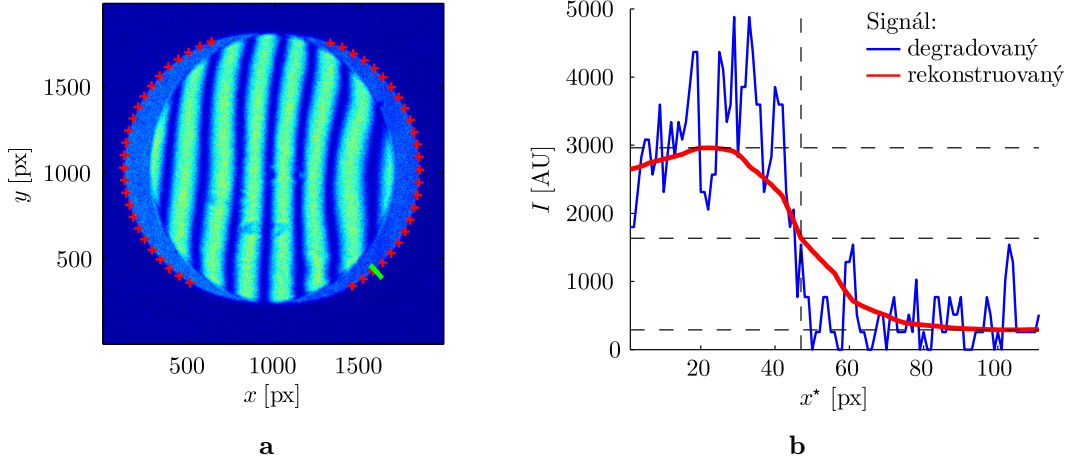 y [px]
1500
1000
500
500 1000 1500
x [px]
a
I [AU]
5000
4000
3000
2000
1000
0
Signál:
degradovaný
rekonstruovaný
20 40 60 80 100
x⋆ [px]
b